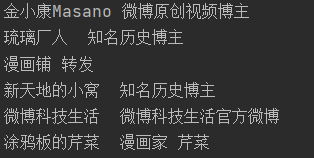 金小康Masano 微博原创视频博主
琉璃厂人  知名历史博主
漫画铺 转发
新天地的小窝  知名历史博主
微博科技生活  微博科技生活官方微博
涂鸦板的芹菜  漫画家 芹菜